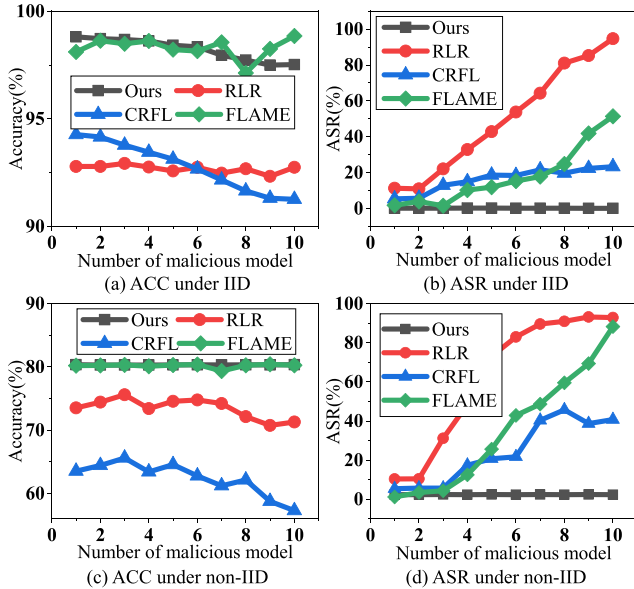 100
95
90
Accuracy(%)
Ours
RLR
CRFL
FLAME
0 2 4 6 8 10
Number of malicious model
(a) ACC under IID
100
80
60
40
20
0
ASR(%)
Ours
RLR
CRFL
FLAME
0 2 4 6 8 10
Number of malicious model
(b) ASR under IID
90
80
70
60
Accuracy(%)
Ours
RLR
CRFL
FLAME
0 2 4 6 8 10
Number of malicious model
(c) ACC under non-IID
100
80
60
40
20
0
ASR(%)
Ours
RLR
CRFL
FLAME
0 2 4 6 8 10
Number of malicious model
(d) ASR under non-IID